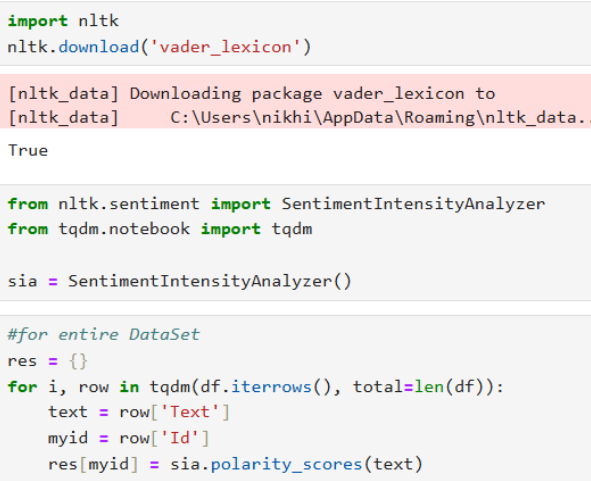 import nltk
nltk.download('vader_lexicon')
[nltk_data] Downloading package vader_lexicon to
[nltk_data]     C:\Users\nikhi\AppData\Roaming\nltk_data..
True
from nltk.sentiment import SentimentIntensityAnalyzer
from tqdm.notebook import tqdm
sia = SentimentIntensityAnalyzer()
#for entire DataSet
res = {}
for i, row in tqdm(df.iterrows(), total=len(df)):
    text = row['Text']
    myid = row['Id']
    res[myid] = sia.polarity_scores(text)